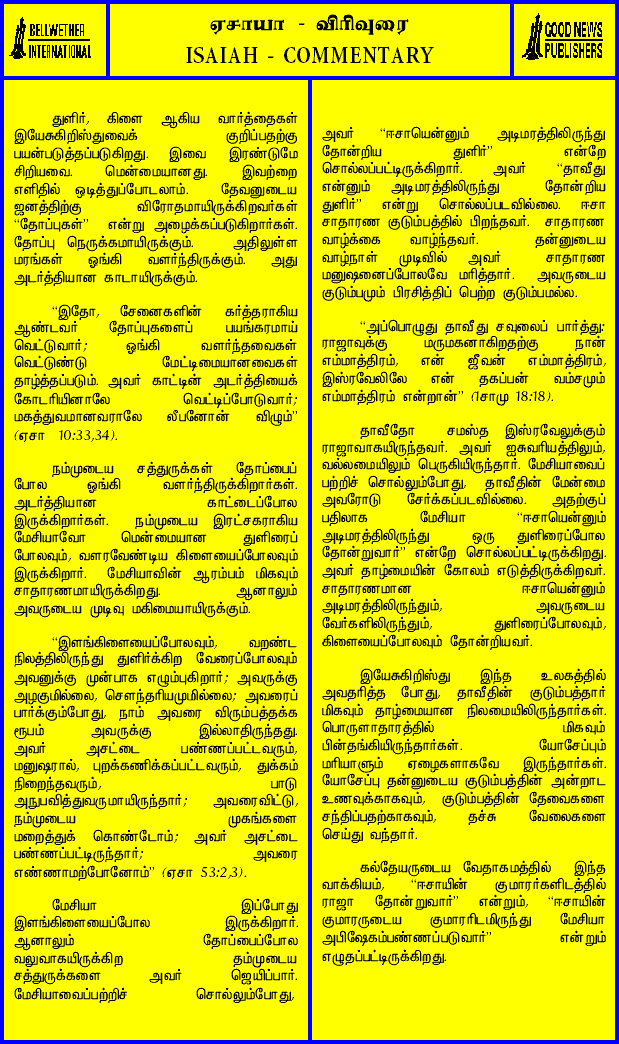 BELLWETHER
INTERNATIONAL
ஏசாயா - விரிவுரை
ISAIAH - COMMENTARY
GOOD NEWS
PUBLISHERS
துளிர், கிளை ஆகிய வார்த்தைகள்
இயேசுகிறிஸ்துவைக் குறிப்பதற்கு
பயன்படுத்தப்படுகிறது. இவை இரண்டுமே
சிறியவை. மென்மையானது. இவற்றை
எளிதில் ஒடித்துப்போடலாம். தேவனுடைய
ஜனத்திற்கு விரோதமாயிருக்கிறவர்கள்
“தோப்புகள்” என்று அழைக்கப்படுகிறார்கள்.
தோப்பு நெருக்கமாயிருக்கும். அதிலுள்ள
மரங்கள் ஓங்கி வளர்ந்திருக்கும். அது
அடர்த்தியான காடாயிருக்கும்.
“இதோ, சேனைகளின் கர்த்தராகிய
ஆண்டவர் தோப்புகளைப் பயங்கரமாய்
வெட்டுவார்; ஓங்கி வளர்ந்தவைகள்
வெட்டுண்டு மேட்டிமையானவைகள்
தாழ்த்தப்படும். அவர் காட்டின் அடர்த்தியைக்
கோடரியினாலே வெட்டிப்போடுவார்;
மகத்துவமானவராலே லீபனோன் விழும்”
(ஏசா 10:33,34).
நம்முடைய சத்துருக்கள் தோப்பைப்
போல ஓங்கி வளர்ந்திருக்கிறார்கள்.
அடர்த்தியான காட்டைப்போல
இருக்கிறார்கள். நம்முடைய இரட்சகராகிய
மேசியாவோ மென்மையான துளிரைப்
போலவும், வளரவேண்டிய கிளையைப்போலவும்
இருக்கிறார். மேசியாவின் ஆரம்பம் மிகவும்
சாதாரணமாயிருக்கிறது. ஆனாலும்
அவருடைய முடிவு மகிமையாயிருக்கும்.
“இளங்கிளையைப்போலவும், வறண்ட
நிலத்திலிருந்து துளிர்க்கிற வேரைப்போலவும்
அவனுக்கு முன்பாக எழும்புகிறார்; அவருக்கு
அழகுமில்லை, சௌந்தரியமுமில்லை; அவரைப்
பார்க்கும்போது, நாம் அவரை விரும்பத்தக்க
ரூபம் அவருக்கு இல்லாதிருந்தது.
அவர் அசட்டை பண்ணப்பட்டவரும்,
மனுஷரால், புறக்கணிக்கப்பட்டவரும், துக்கம்
நிறைந்தவரும், பாடு
அநுபவித்துவருமாயிருந்தார்; அவரைவிட்டு,
நம்முடைய முகங்களை
மறைத்துக் கொண்டோம்; அவர் அசட்டை
பண்ணப்பட்டிருந்தார்; அவரை
எண்ணாமற்போனோம்” (ஏசா 53:2,3).
மேசியா இப்போது
இளங்கிளையைப்போல இருக்கிறார்.
ஆனாலும் தோப்பைப்போல
வலுவாகயிருக்கிற தம்முடைய
சத்துருக்களை அவர் ஜெயிப்பார்.
மேசியாவைப்பற்றிச் சொல்லும்போது,
அவர் “ஈசாயென்னும் அடிமரத்திலிருந்து
தோன்றிய துளிர்” என்றே
சொல்லப்பட்டிருக்கிறார். அவர் “தாவீது
என்னும் அடிமரத்திலிருந்து தோன்றிய
துளிர்” என்று சொல்லப்படவில்லை. ஈசா
சாதாரண குடும்பத்தில் பிறந்தவர். சாதாரண
வாழ்க்கை வாழ்ந்தவர். தன்னுடைய
வாழ்நாள் முடிவில் அவர் சாதாரண
மனுஷனைப்போலவே மரித்தார். அவருடைய
குடும்பமும் பிரசித்திப் பெற்ற குடும்பமல்ல.
“அப்பொழுது தாவீது சவுலைப் பார்த்து:
ராஜாவுக்கு மருமகனாகிறதற்கு நான்
எம்மாத்திரம், என் ஜீவன் எம்மாத்திரம்,
இஸ்ரவேலிலே என் தகப்பன் வம்சமும்
எம்மாத்திரம் என்றான்” (1சாமு 18:18).
தாவீதோ சமஸ்த இஸ்ரவேலுக்கும்
ராஜாவாகயிருந்தவர். அவர் ஐசுவரியத்திலும்,
வல்லமையிலும் பெருகியிருந்தார். மேசியாவைப்
பற்றிச் சொல்லும்போது, தாவீதின் மேன்மை
அவரோடு சேர்க்கப்படவில்லை. அதற்குப்
பதிலாக மேசியா “ஈசாயென்னும்
அடிமரத்திலிருந்து ஒரு துளிரைப்போல
தோன்றுவார்” என்றே சொல்லப்பட்டிருக்கிறது.
அவர் தாழ்மையின் கோலம் எடுத்திருக்கிறவர்.
சாதாரணமான ஈசாயென்னும்
அடிமரத்திலிருந்தும், அவருடைய
வேர்களிலிருந்தும், துளிரைப்போலவும்,
கிளையைப்போலவும் தோன்றியவர்.
இயேசுகிறிஸ்து இந்த உலகத்தில்
அவதரித்த போது, தாவீதின் குடும்பத்தார்
மிகவும் தாழ்மையான நிலமையிலிருந்தார்கள்.
பொருளாதாரத்தில் மிகவும்
பின்தங்கியிருந்தார்கள். யோசேப்பும்
மரியாளும் ஏழைகளாகவே இருந்தார்கள்.
யோசேப்பு தன்னுடைய குடும்பத்தின் அன்றாட
உணவுக்காகவும், குடும்பத்தின் தேவைகளை
சந்திப்பதற்காகவும், தச்சு வேலைகளை
செய்து வந்தார்.
கல்தேயருடைய வேதாகமத்தில் இந்த
வாக்கியம், “ஈசாயின் குமாரர்களிடத்தில்
ராஜா தோன்றுவார்” என்றும், “ஈசாயின்
குமாரருடைய குமாரரிடமிருந்து மேசியா
அபிஷேகம்பண்ணப்படுவார்” என்றும்
எழுதப்பட்டிருக்கிறது.